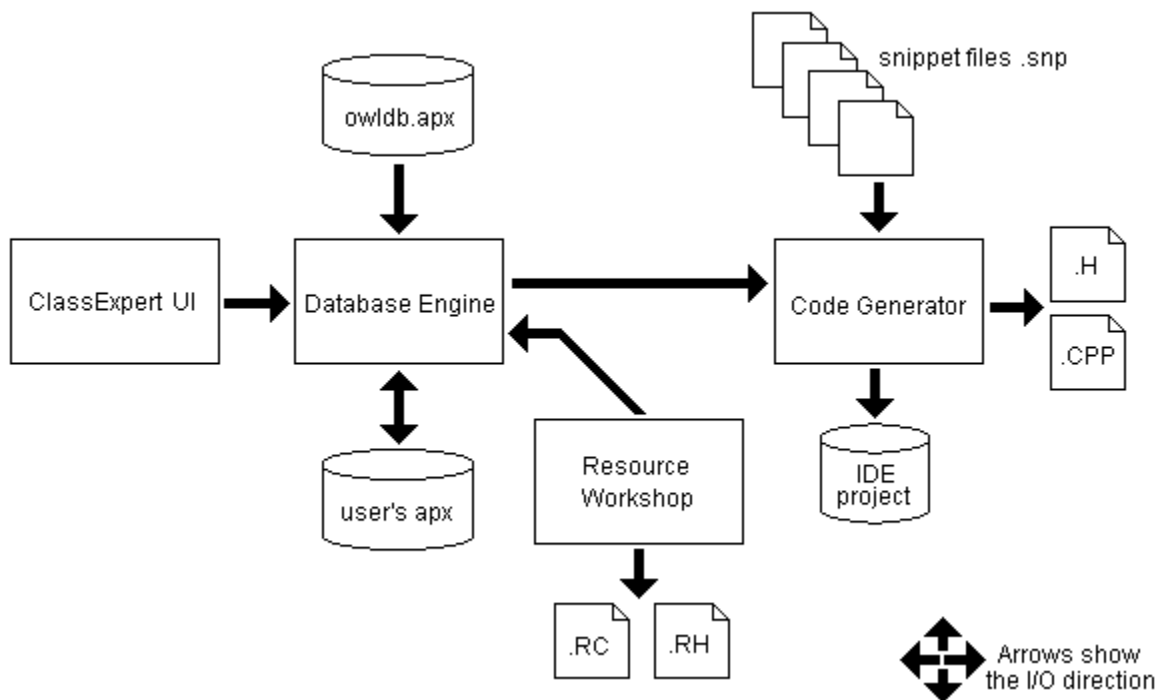 snippet files .snp
owldb.apx
ClassExpert UI
Database Engine
Code Generator
.H
.CPP
user's apx
Resource
Workshop
IDE
project
.RC
.RH
Arrows show
the I/O direction